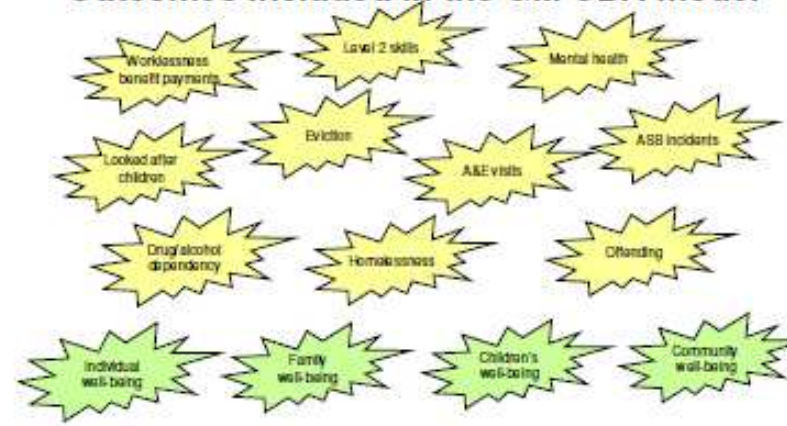 Level 2 skills
Worklessness
benefit payments
Mental health
Eviction
ASB incidents
Looked after
children
A&E visits
Drug/alcohol
dependency
Homelessness
Offending
Individual
well-being
Family
well-being
Children's
well-being
Community
well-being